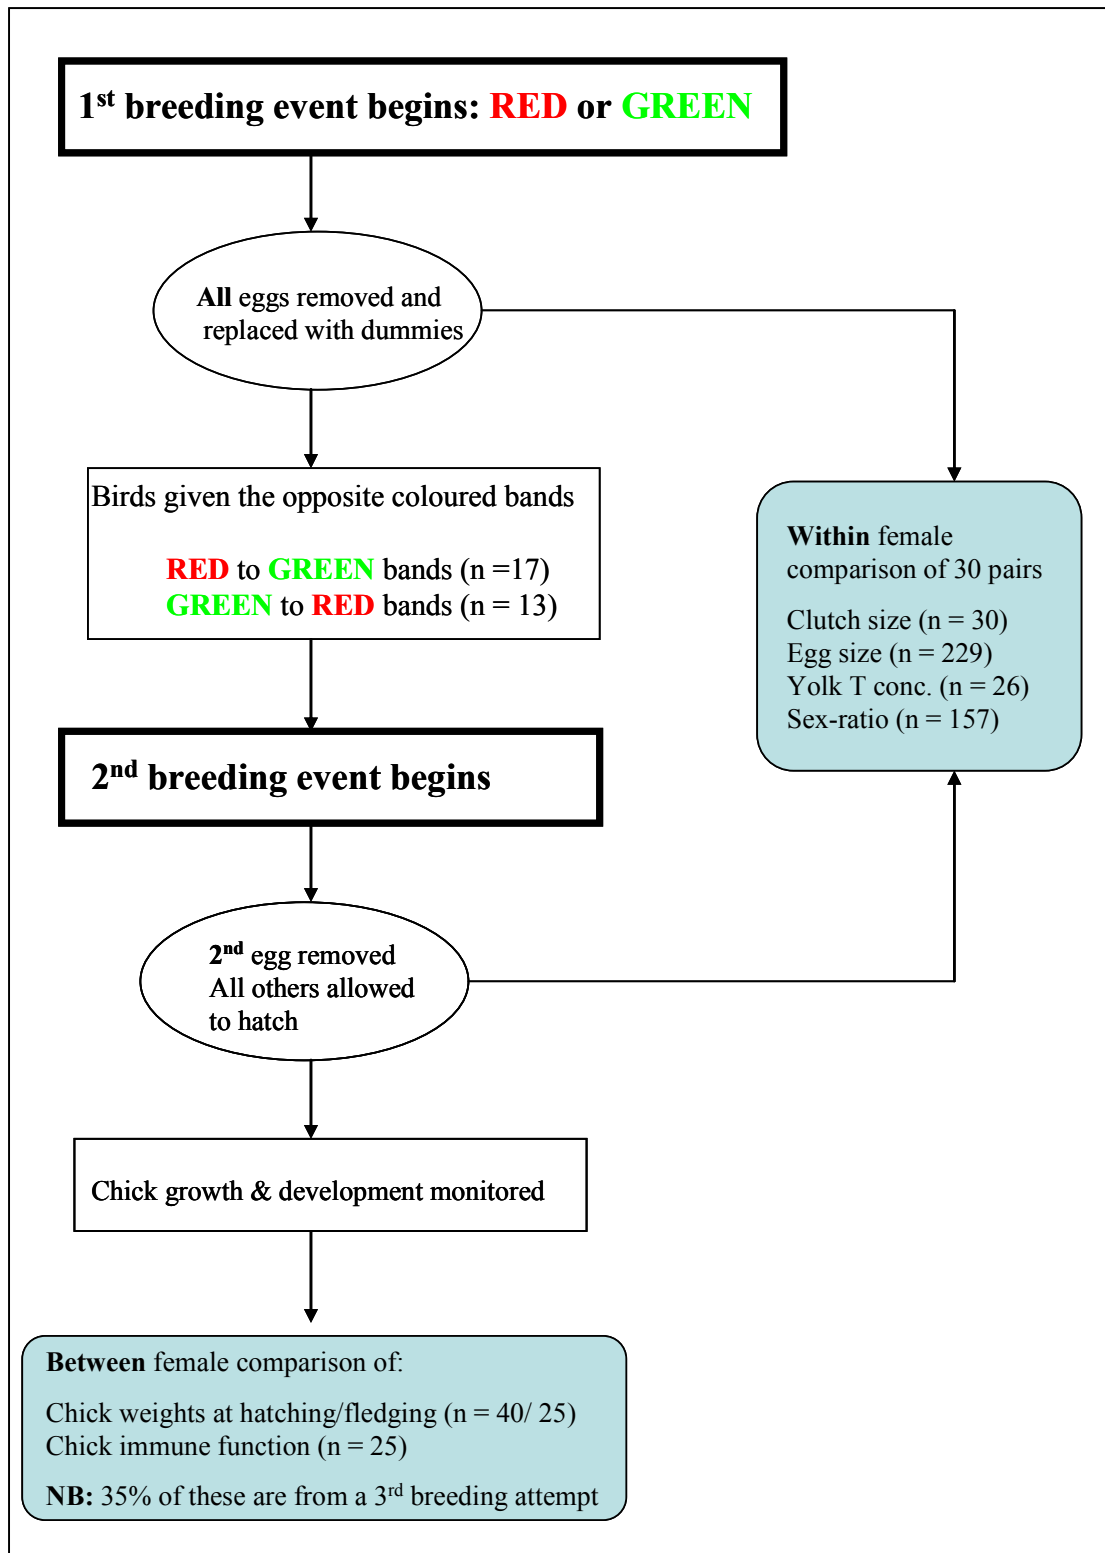 1st breeding event begins: RED or GREEN
All eggs removed and
replaced with dummies
Birds given the opposite coloured bands
RED to GREEN bands (n =17)
GREEN to RED bands (n = 13)
Within female
comparison of 30 pairs
Clutch size (n = 30)
Egg size (n = 229)
Yolk T conc. (n = 26)
Sex-ratio (n = 157)
2nd breeding event begins
2nd egg removed
All others allowed
to hatch
Chick growth & development monitored
Between female comparison of:
Chick weights at hatching/fledging (n = 40/ 25)
Chick immune function (n = 25)
NB: 35% of these are from a 3rd breeding attempt